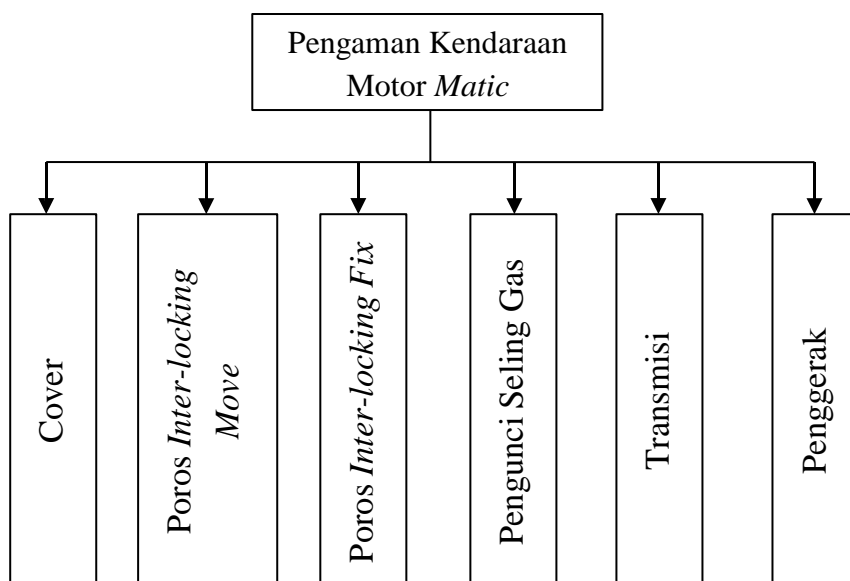 Pengaman Kendaraan
Motor Matic
Cover
Poros Inter-locking
Move
Poros Inter-locking Fix
Pengunci Seling Gas
Transmisi
Penggerak